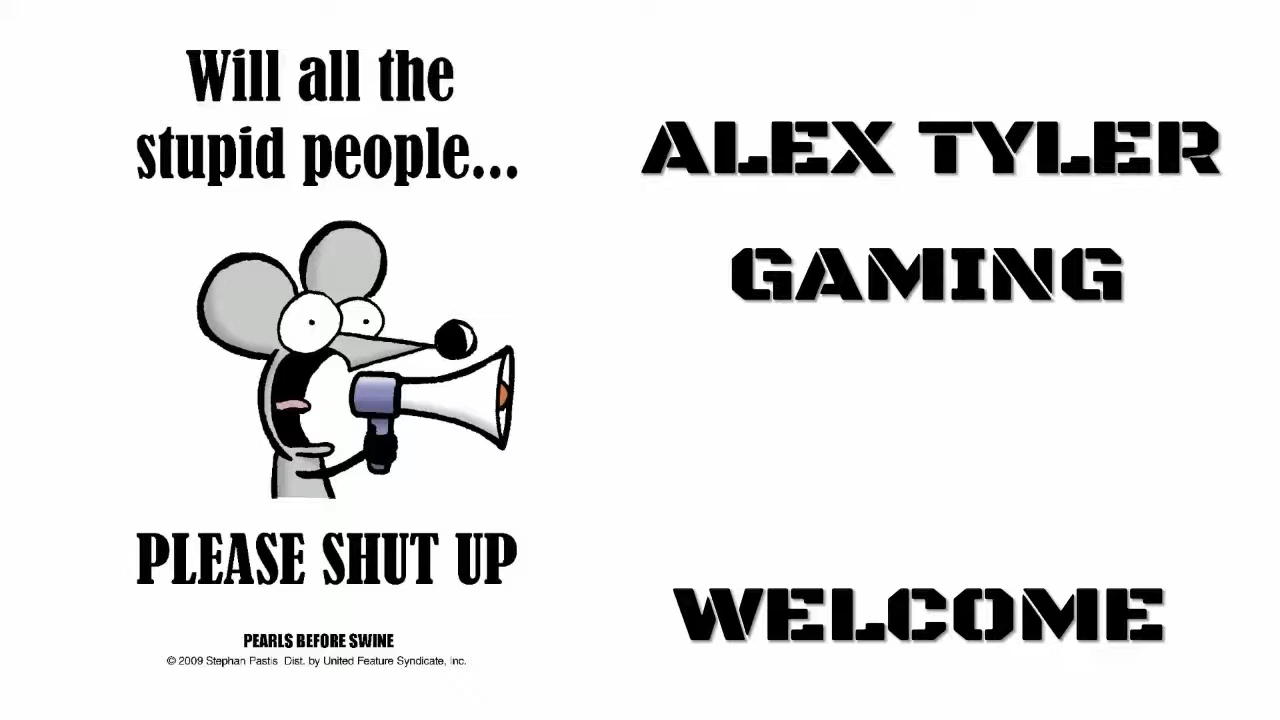 Will all the
stupid people...
PLEASE SHUT UP
PEARLS BEFORE SWINE
© 2009 Stephan Pastis Dist. by United Feature Syndicate, Inc.
ALEX TYLER
GAMING
WELCOME